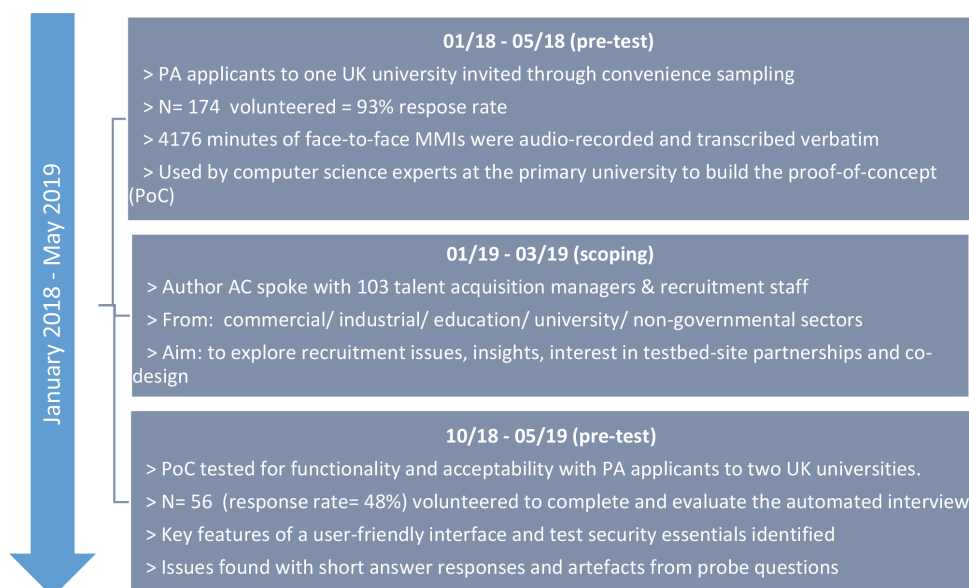 January 2018 - May 2019
01/18 - 05/18 (pre-test)
> PA applicants to one UK university invited through convenience sampling
> N= 174 volunteered = 93% respose rate
> 4176 minutes of face-to-face MMIs were audio-recorded and transcribed verbatim
> Used by computer science experts at the primary university to build the proof-of-concept
(PoC)
01/19 - 03/19 (scoping)
> Author AC spoke with 103 talent acquisition managers & recruitment staff
> From: commercial/ industrial/ education/ university/ non-governmental sectors
> Aim: to explore recruitment issues, insights, interest in testbed-site partnerships and co-
design
10/18 - 05/19 (pre-test)
> PoC tested for functionality and acceptability with PA applicants to two UK universities.
> N= 56 (response rate= 48%) volunteered to complete and evaluate the automated interview
> Key features of a user-friendly interface and test security essentials identified
> Issues found with short answer responses and artefacts from probe questions